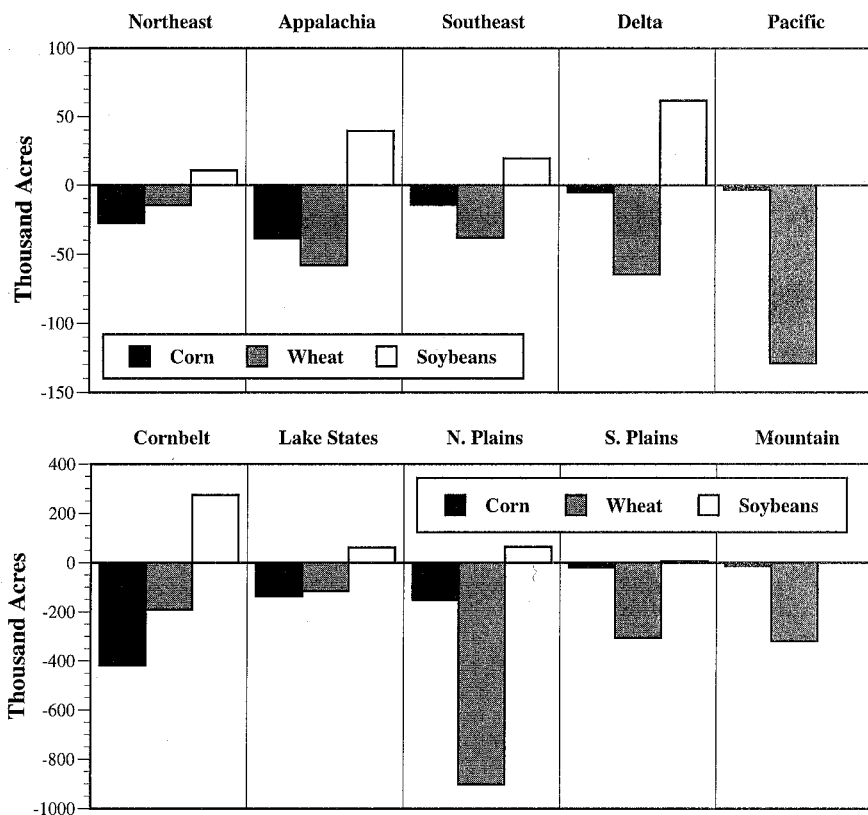 Northeast Appalachia Southeast Delta Pacific
100
50
0
-50
-100
-150
Thousand Acres
Corn Wheat Soybeans
Cornbelt Lake States N. Plains S. Plains Mountain
400
200
0
-200
-400
-600
-800
-1000
Thousand Acres
Corn Wheat Soybeans